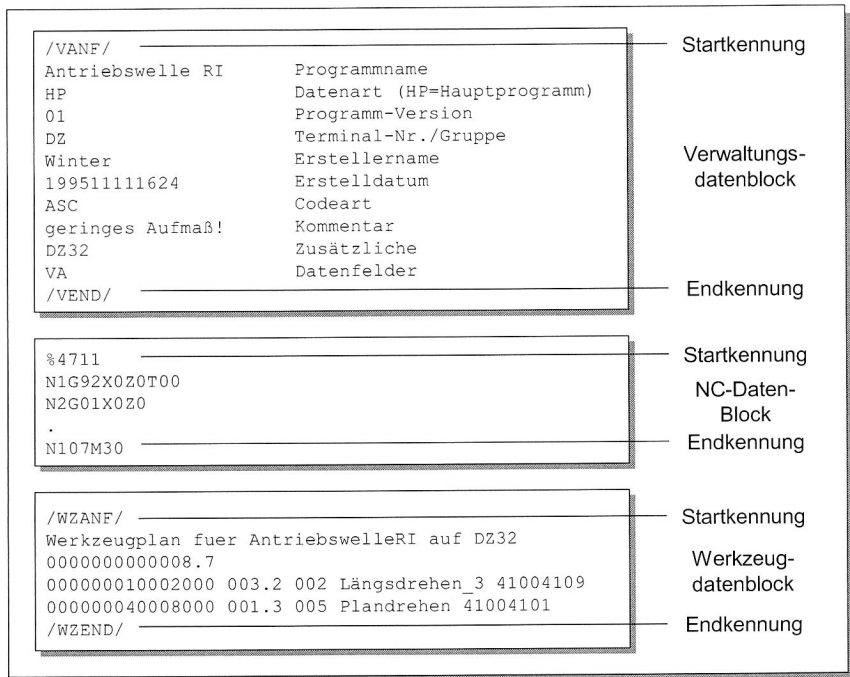 /VANF/ Startkennung
Antriebswelle RI Programmname
HP Datenart (HP=Hauptprogramm)
01 Programm-Version
DZ Terminal-Nr./Gruppe
Winter Erstellername
199511111624 Erstelldatum
ASC Codeart
geringes Aufmaß! Kommentar
DZ32 Zusätzliche
VA Datenfelder
/VEND/ Endkennung
Verwaltungs-
datenblock
%4711 Startkennung
N1G92X0Z0T00
N2G01X0Z0
.
N107M30 Endkennung
NC-Daten-
Block
/WZANF/ Startkennung
Werkzeugplan fuer AntriebswelleRI auf DZ32
0000000000008.7
000000010002000 003.2 002 Längsdrehen_3 41004109
000000040008000 001.3 005 Plandrehen 41004101
/WZEND/ Endkennung
Werkzeug-
datenblock